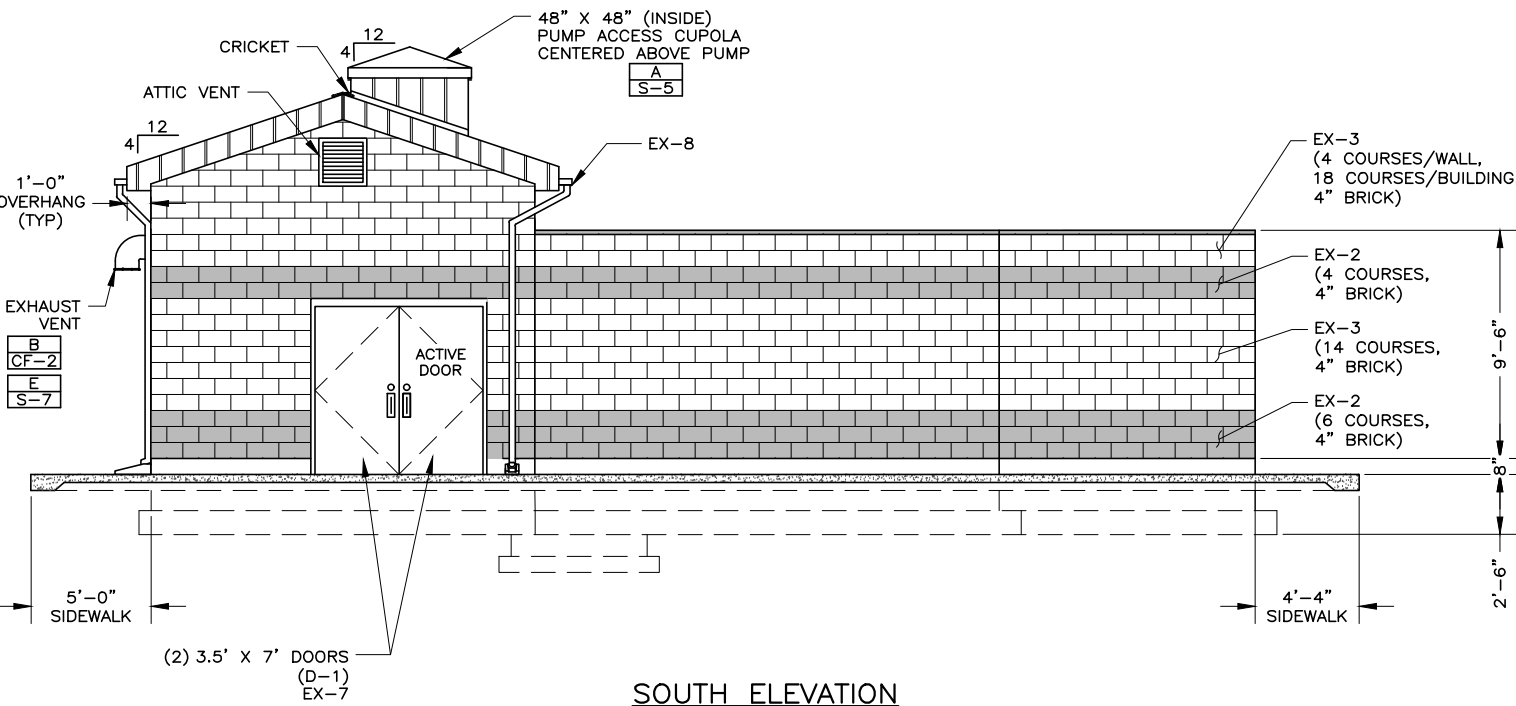 48” X 48” (INSIDE)
PUMP ACCESS CUPOLA
CENTERED ABOVE PUMP
A
S-5
12
4
CRICKET
ATTIC VENT
12
4
1’-0”
OVERHANG
(TYP)
EX-8
EX-3
(4 COURSES/WALL,
18 COURSES/BUILDING
4” BRICK)
EX-2
(4 COURSES,
4” BRICK)
EXHAUST
VENT
B
CF-2
E
S-7
ACTIVE
DOOR
EX-3
(14 COURSES,
4” BRICK)
EX-2
(6 COURSES,
4” BRICK)
9’-6”
8”
2’-6”
5’-0”
SIDEWALK
4’-4”
SIDEWALK
(2) 3.5’ X 7’ DOORS
(D-1)
EX-7
SOUTH ELEVATION